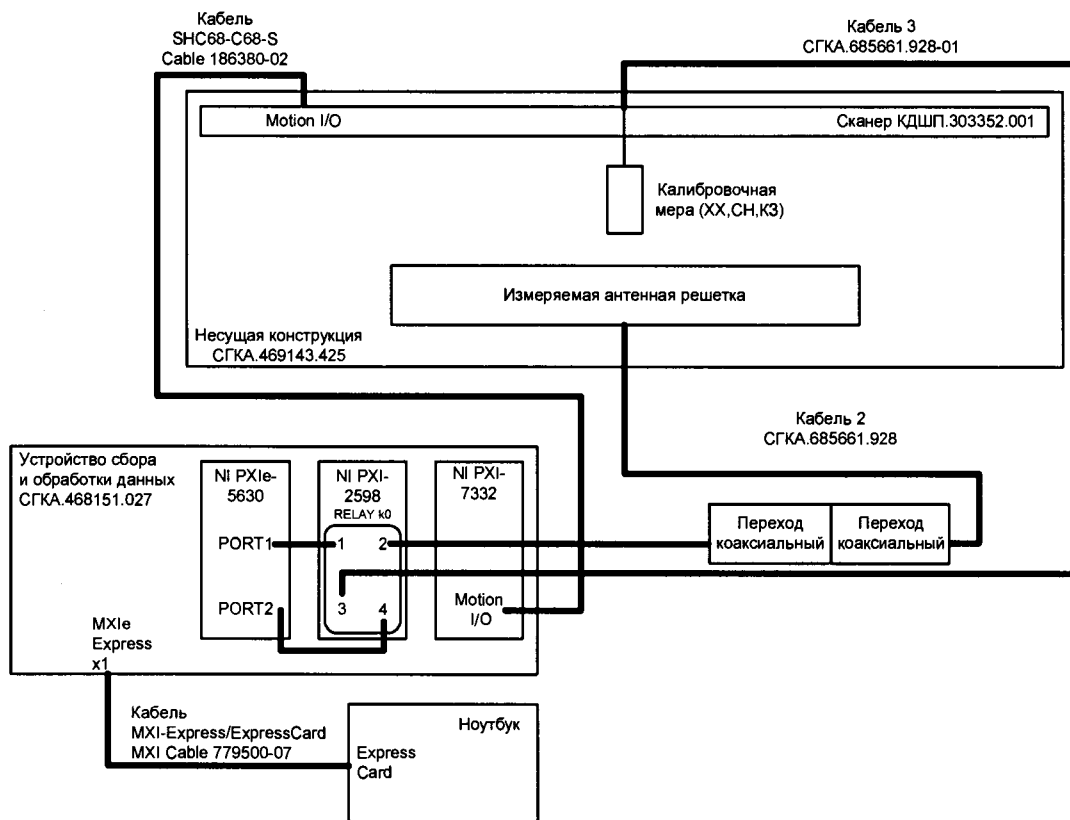 Кабель
SHC68-C68-S
Cable 186380-02
Кабель 3
СГКА.685661.928-01
Motion I/O
Сканер КДШП.303352.001
Калибровочная
мера (ХХ,СН,КЗ)
Измеряемая антенная решетка
Несущая конструкция
СГКА.469143.425
Кабель 2
СГКА.685661.928
Устройство сбора
и обработки данных
СГКА.468151.027
NI PXIe-
5630
NI PXI-
2598
RELAY k0
NI PXI-
7332
PORT1
1
2
Переход
коаксиальный
Переход
коаксиальный
PORT2
3
4
Motion
I/O
MXIe
Express
x1
Кабель
MXI-Express/ExpressCard
MXI Cable 779500-07
Ноутбук
Express
Card